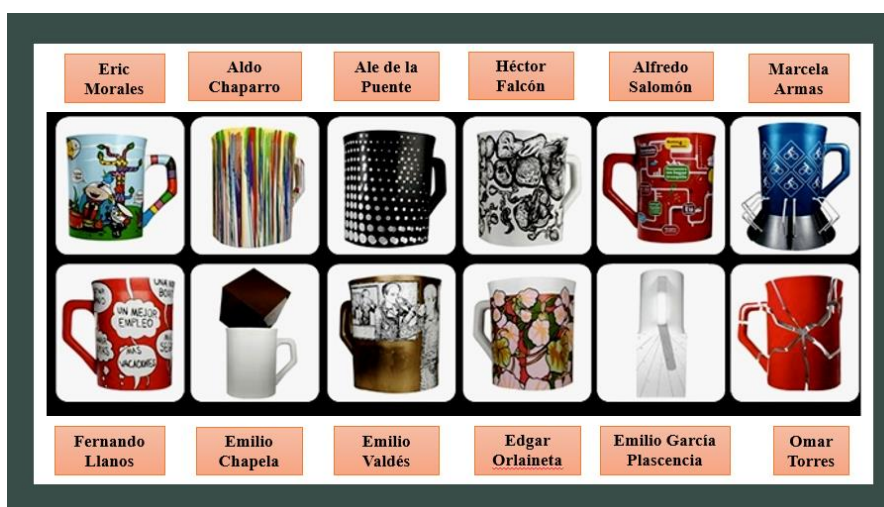 Eric
Morales
Aldo
Chaparro
Ale de la
Puente
Héctor
Falcón
Alfredo
Salomón
Marcela
Armas
UN MEJOR
EMPLEO
MAS
VACACIONES
Fernando
Llanos
Emilio
Chapela
Emilio
Valdés
Edgar
Orlaineta
Emilio García
Plascencia
Omar
Torres